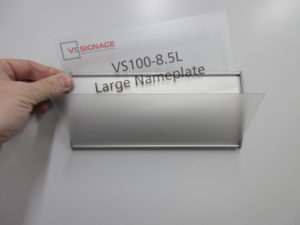 VS SIGNAGE
VS100-8.5L
Large Nameplate